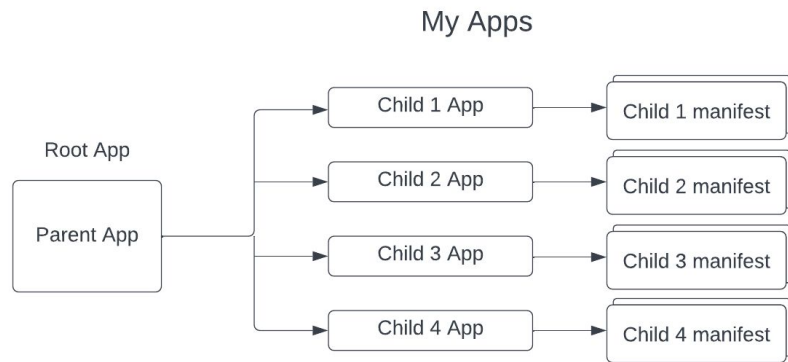 My Apps
Root App
Parent App
Child 1 App
Child 1 manifest
Child 2 App
Child 2 manifest
Child 3 App
Child 3 manifest
Child 4 App
Child 4 manifest